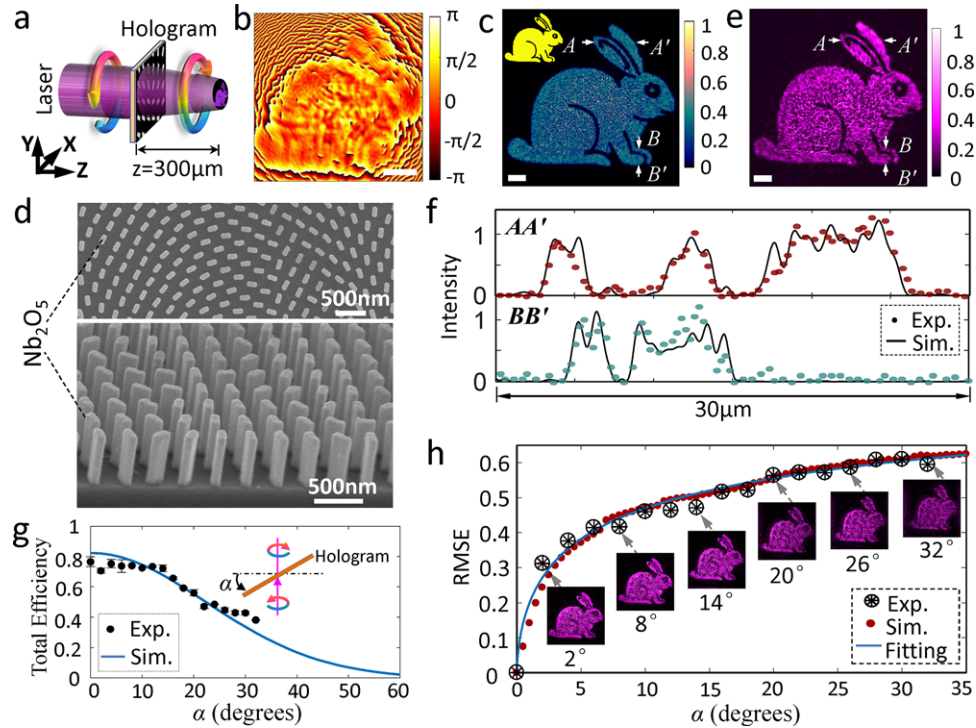 a
Hologram
Laser
Y
X
Z
z=300μm
b
π
π/2
0
-π/2
-π
c
A
A'
B
B'
1
0.8
0.6
0.4
0.2
0
e
A
A'
B
B'
1
0.8
0.6
0.4
0.2
0
d
Nb2O5
500nm
500nm
f
Intensity
AA'
1
0
BB'
1
0
Exp.
Sim.
30μm
g
Total Efficiency
1
0.8
0.6
0.4
0.2
0
Hologram
α
Exp.
Sim.
0 10 20 30 40 50 60
α (degrees)
h
RMSE
0.6
0.5
0.4
0.3
0.2
0.1
0
2°
8°
14°
20°
26°
32°
Exp.
Sim.
Fitting
0 5 10 15 20 25 30 35
α (degrees)